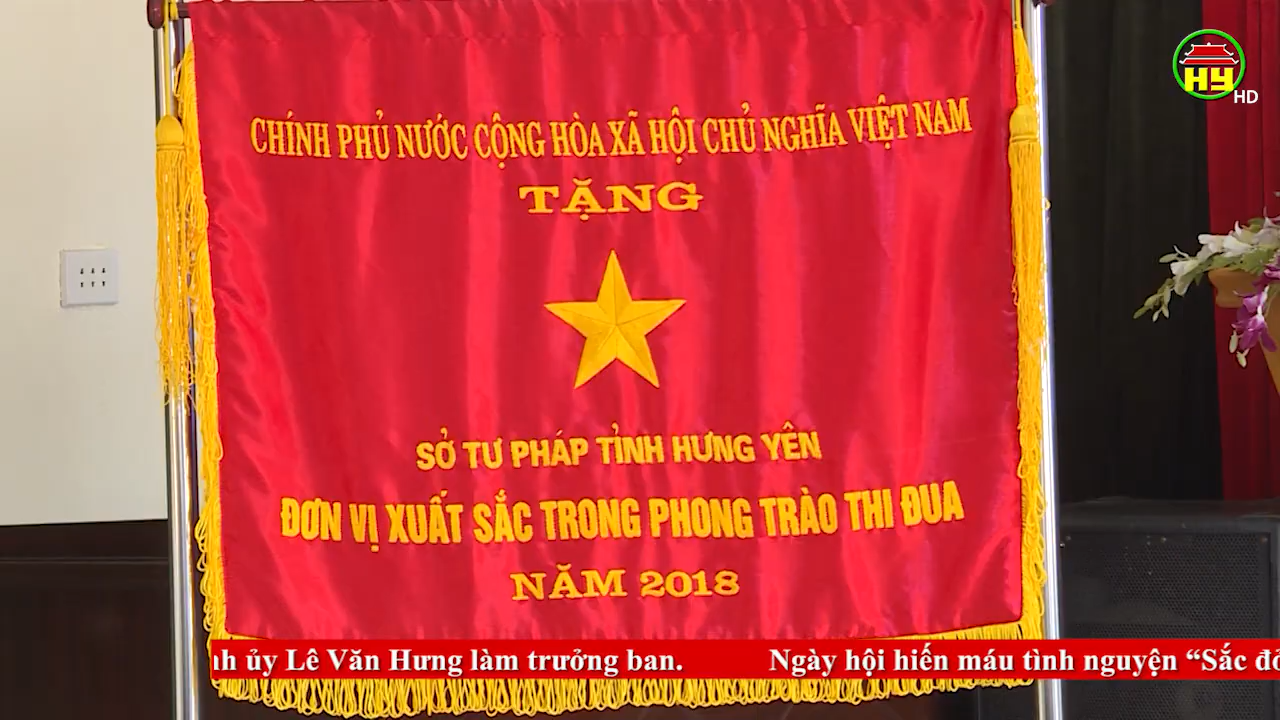 HY
HD
CHÍNH PHỦ NƯỚC CỘNG HÒA XÃ HỘI CHỦ NGHĨA VIỆT NAM
TẶNG
SỞ TƯ PHÁP TỈNH HƯNG YÊN
ĐƠN VỊ XUẤT SẮC TRONG PHONG TRÀO THI ĐUA
NĂM 2018
ủy Lê Văn Hưng làm trưởng ban. Ngày hội hiến máu tình nguyện “Sắc